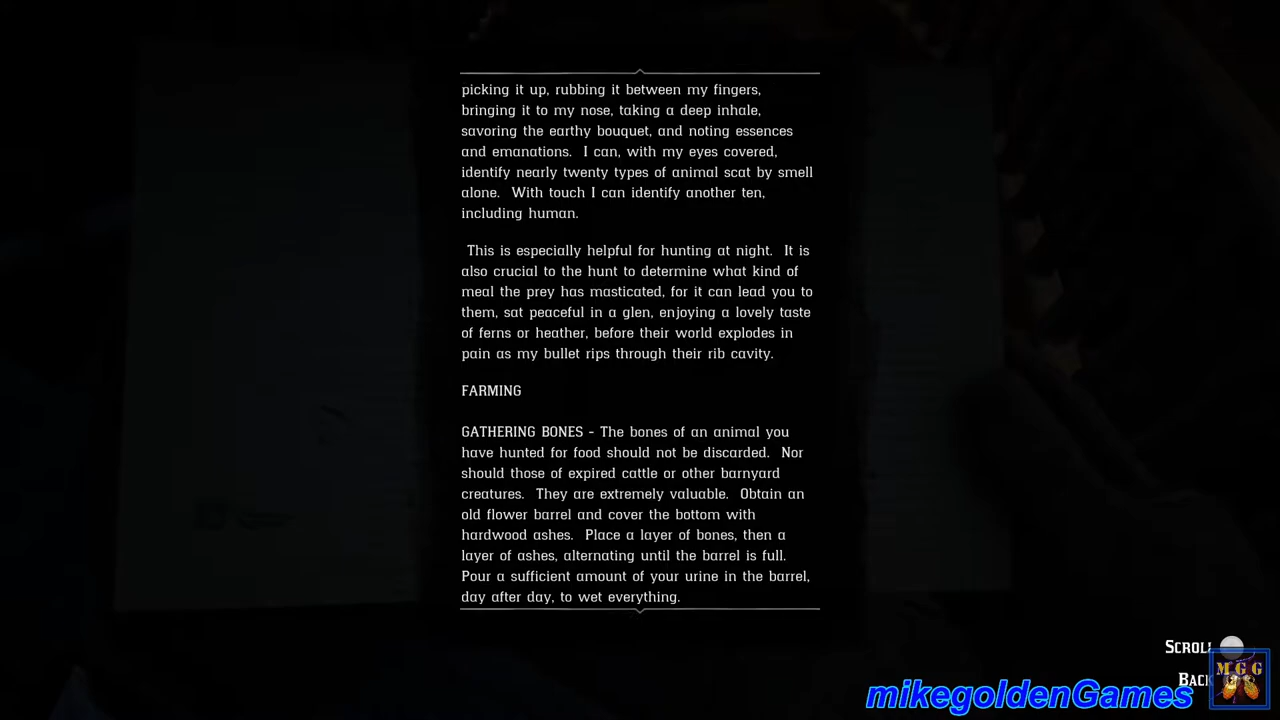 picking it up, rubbing it between my fingers,
bringing it to my nose, taking a deep inhale,
savoring the earthy bouquet, and noting essences
and emanations.  I can, with my eyes covered,
identify nearly twenty types of animal scat by smell
alone.  With touch I can identify another ten,
including human.
This is especially helpful for hunting at night.  It is
also crucial to the hunt to determine what kind of
meal the prey has masticated, for it can lead you to
them, sat peaceful in a glen, enjoying a lovely taste
of ferns or heather, before their world explodes in
pain as my bullet rips through their rib cavity.
FARMING
GATHERING BONES - The bones of an animal you
have hunted for food should not be discarded.  Nor
should those of expired cattle or other barnyard
creatures.  They are extremely valuable.  Obtain an
old flower barrel and cover the bottom with
hardwood ashes.  Place a layer of bones, then a
layer of ashes, alternating until the barrel is full.
Pour a sufficient amount of your urine in the barrel,
day after day, to wet everything.
SCROLL
BACK
MGG
mikegoldenGames